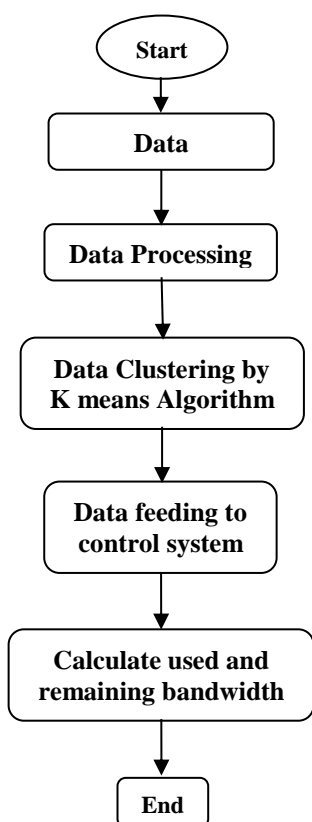 Start
Data
Data Processing
Data Clustering by
K means Algorithm
Data feeding to
control system
Calculate used and
remaining bandwidth
End